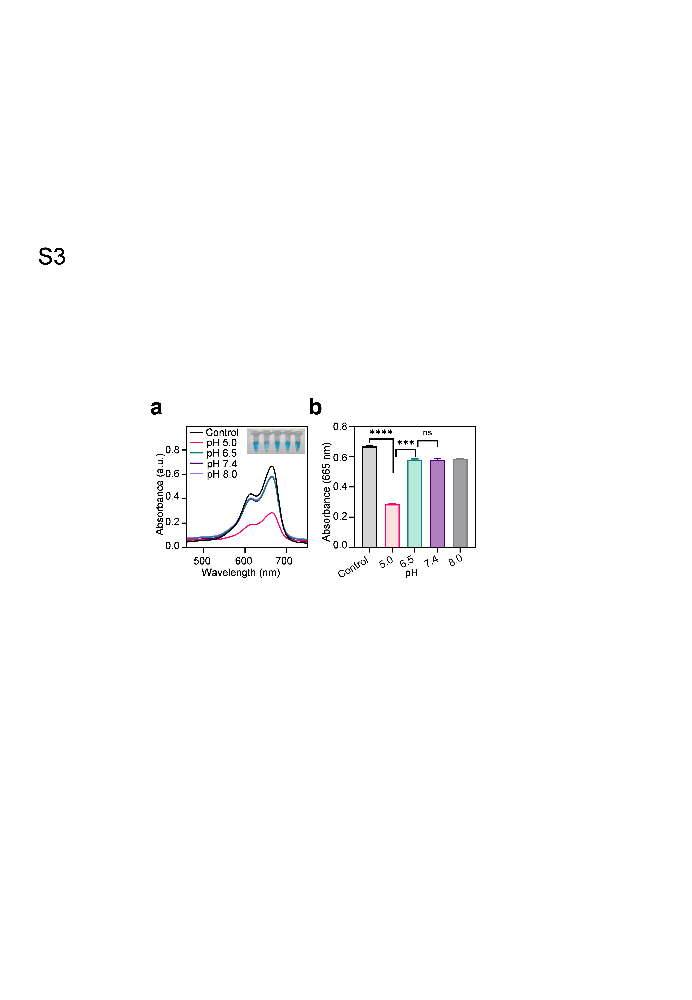 S3
a
Control
pH 5.0
pH 6.5
pH 7.4
pH 8.0
Absorbance (a.u.)
0.8
0.6
0.4
0.2
0.0
500 600 700
Wavelength (nm)
b
Absorbance (665 nm)
0.8
0.6
0.4
0.2
0.0
****
***
ns
Control 5.0 6.5 7.4 8.0
pH